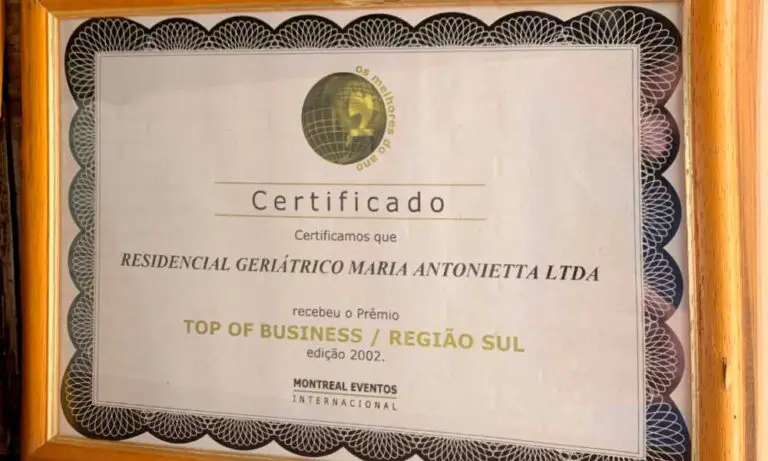 os melhores do ano
Certificado
Certificamos que
RESIDENCIAL GERIÁTRICO MARIA ANTONIETTA LTDA
recebeu o Prêmio
TOP OF BUSINESS / REGIÃO SUL
edição 2002.
MONTREAL EVENTOS
INTERNACIONAL